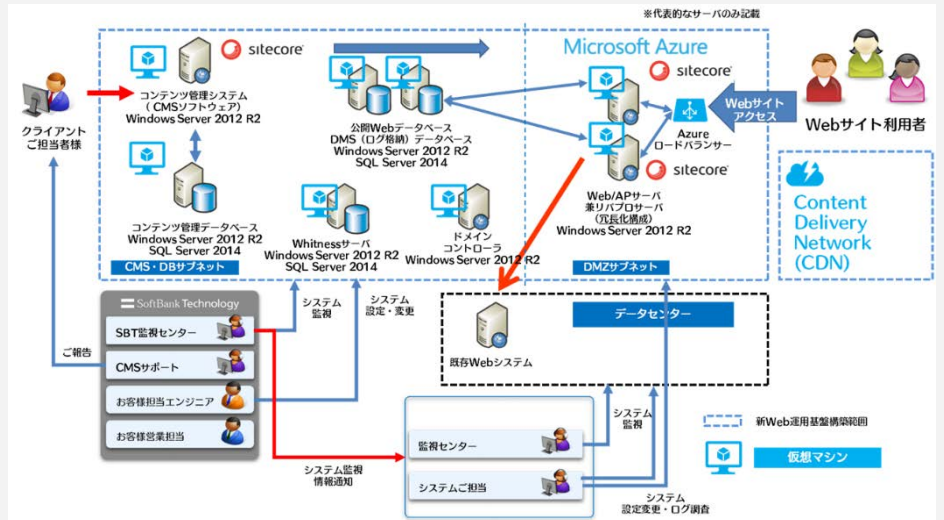 ※代表的なサーバのみ記載
sitecore
コンテンツ管理システム
（CMSソフトウェア）
Windows Server 2012 R2
クライアント
ご担当者様
公開Webデータベース
DMS（ログ格納）データベース
Windows Server 2012 R2
SQL Server 2014
Microsoft Azure
sitecore
Webサイト
アクセス
Azure
ロードバランサー
Webサイト利用者
sitecore
Web/APサーバ
兼リバプロサーバ
（冗長化構成）
Windows Server 2012 R2
コンテンツ管理データベース
Windows Server 2012 R2
SQL Server 2014
Whitnessサーバ
Windows Server 2012 R2
SQL Server 2014
ドメイン
コントローラ
Windows Server 2012 R2
CMS・DBサブネット
DMZサブネット
Content
Delivery
Network
(CDN)
SoftBank Technology
SBT監視センター
CMSサポート
お客様担当エンジニア
お客様営業担当
ご報告
システム
監視
システム
設定・変更
データセンター
既存Webシステム
システム
監視
監視センター
システムご担当
システム監視
情報通知
システム
設定変更・ログ調査
新Web運用基盤構築範囲
仮想マシン